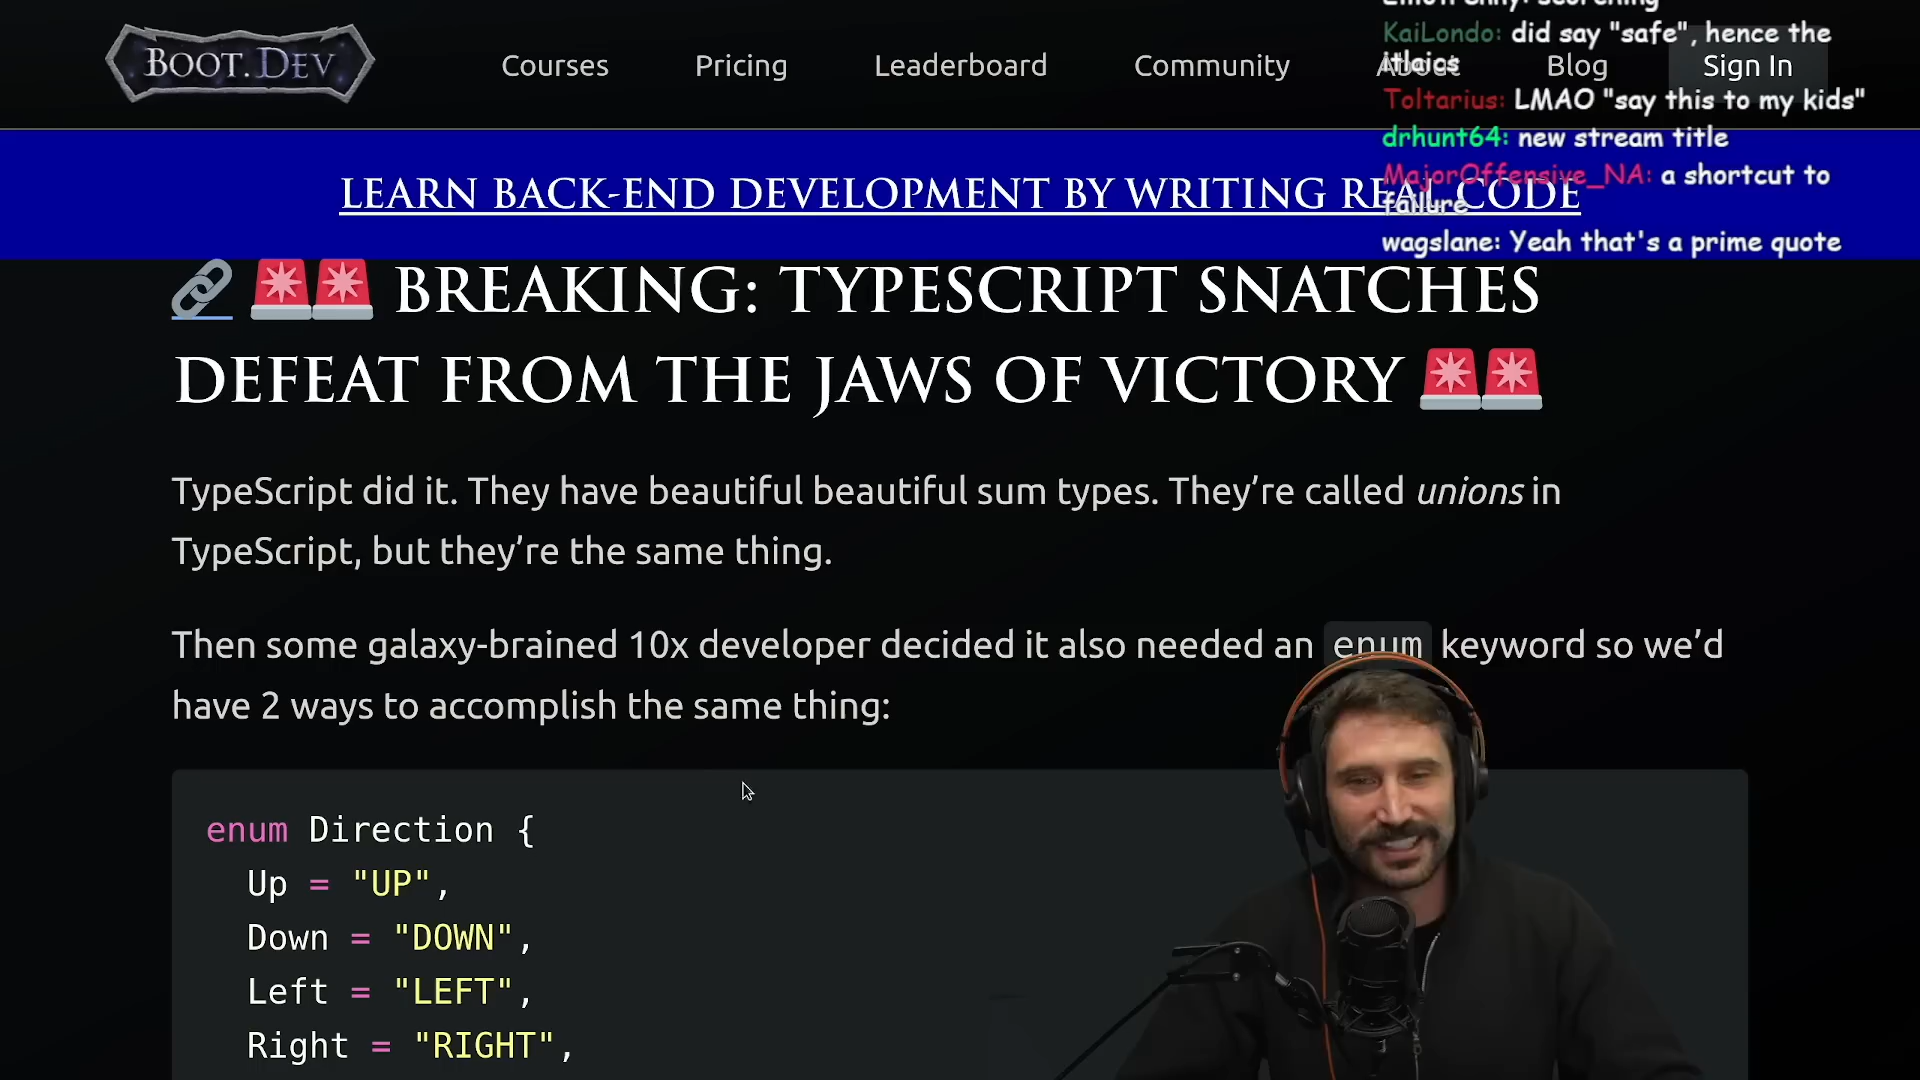 BOOT.DEV
Courses
Pricing
Leaderboard
Community
About
Blog
Sign In
KaiLondo: did say "safe", hence the
itlaics
Toltarius: LMAO "say this to my kids"
drhunt64: new stream title
MajorOffensive_NA: a shortcut to
failure
wagslane: Yeah that's a prime quote
LEARN BACK-END DEVELOPMENT BY WRITING REAL CODE
BREAKING: TYPESCRIPT SNATCHES
DEFEAT FROM THE JAWS OF VICTORY
TypeScript did it. They have beautiful beautiful sum types. They’re called unions in
TypeScript, but they’re the same thing.
Then some galaxy-brained 10x developer decided it also needed an enum keyword so we’d
have 2 ways to accomplish the same thing:
enum Direction {
Up = "UP",
Down = "DOWN",
Left = "LEFT",
Right = "RIGHT",